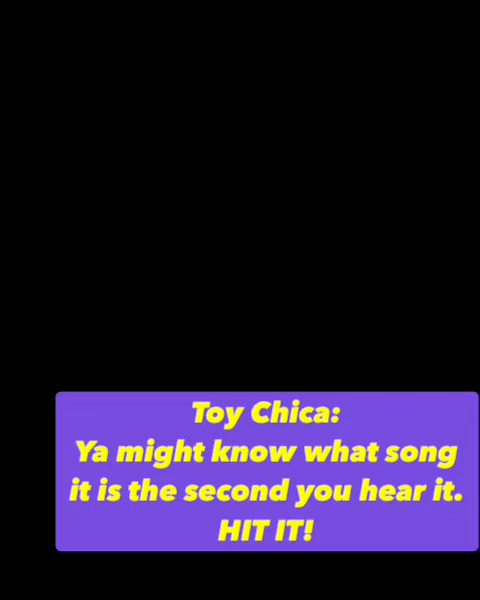 Toy Chica:
Ya might know what song
it is the second you hear it.
HIT IT!